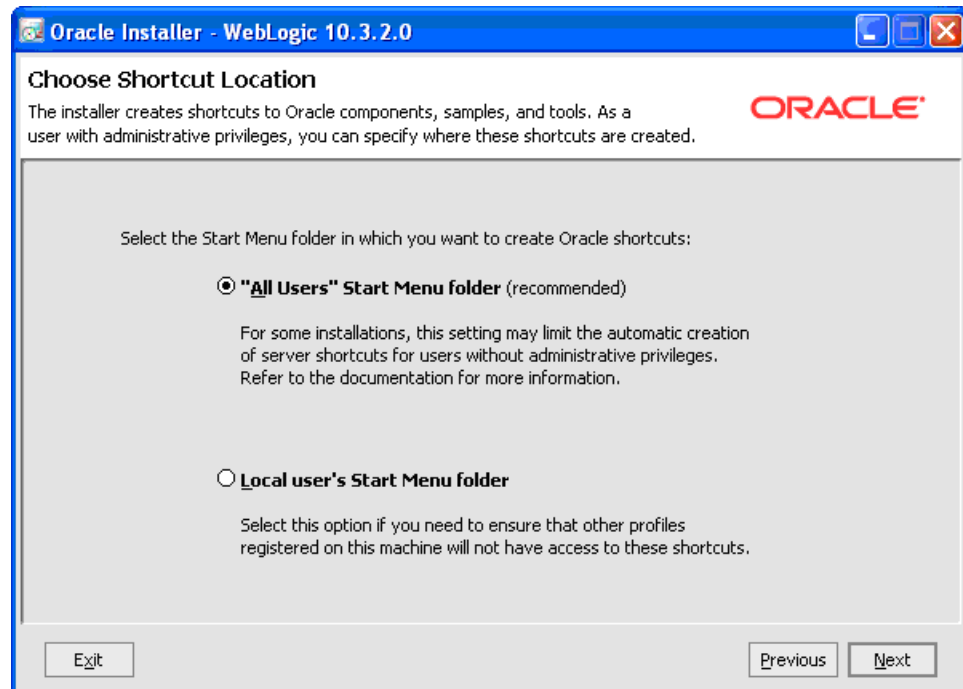 Oracle Installer - WebLogic 10.3.2.0
Choose Shortcut Location
The installer creates shortcuts to Oracle components, samples, and tools. As a
user with administrative privileges, you can specify where these shortcuts are created.
ORACLE
Select the Start Menu folder in which you want to create Oracle shortcuts:
"All Users" Start Menu folder (recommended)
For some installations, this setting may limit the automatic creation
of server shortcuts for users without administrative privileges.
Refer to the documentation for more information.
Local user's Start Menu folder
Select this option if you need to ensure that other profiles
registered on this machine will not have access to these shortcuts.
Exit
Previous
Next